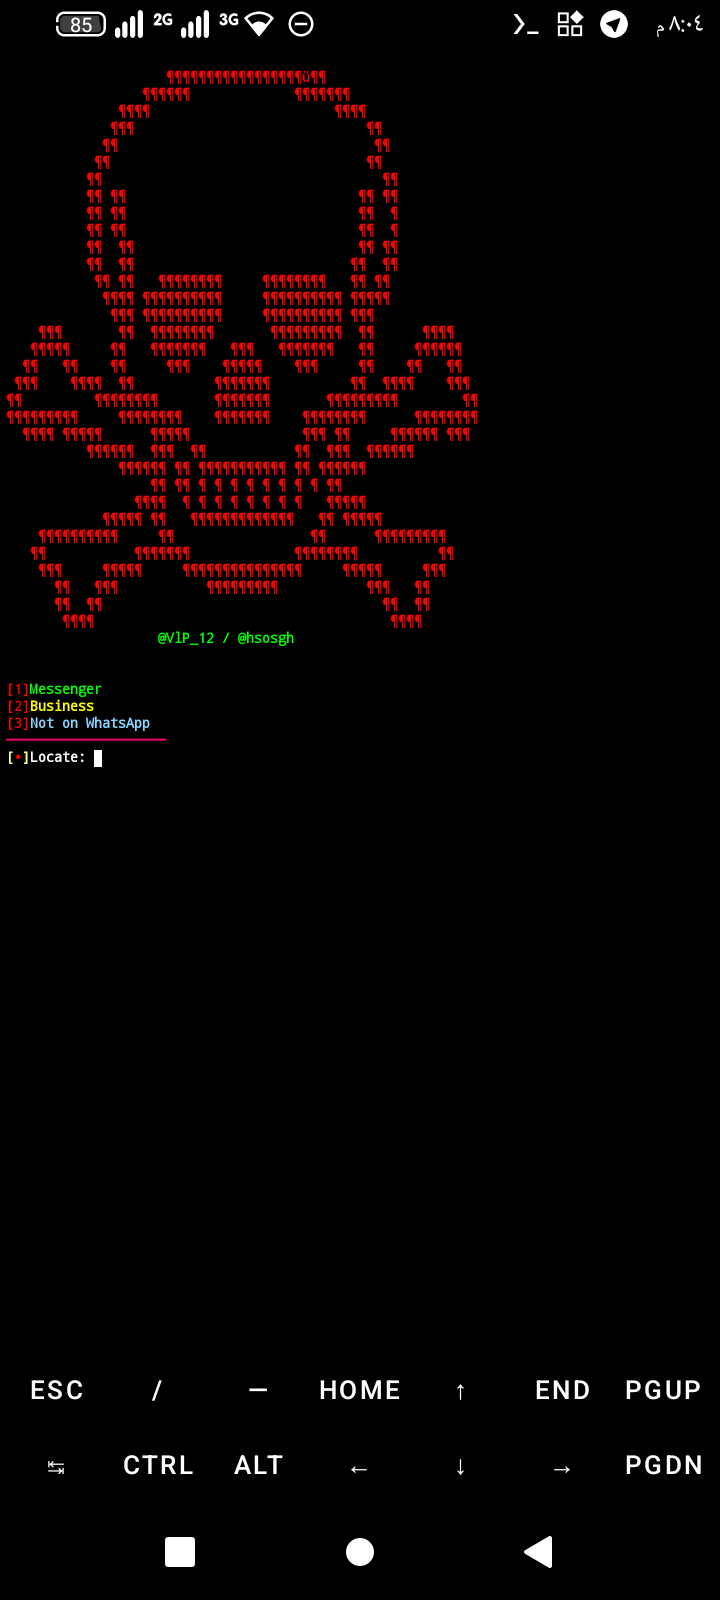 85 2G 3G ٨:٠٤ م
@VlP_12 / @hsosgh
[1]Messenger
[2]Business
[3]Not on WhatsApp
[•]Locate:
ESC / — HOME ↑ END PGUP
↹ CTRL ALT ← ↓ → PGDN